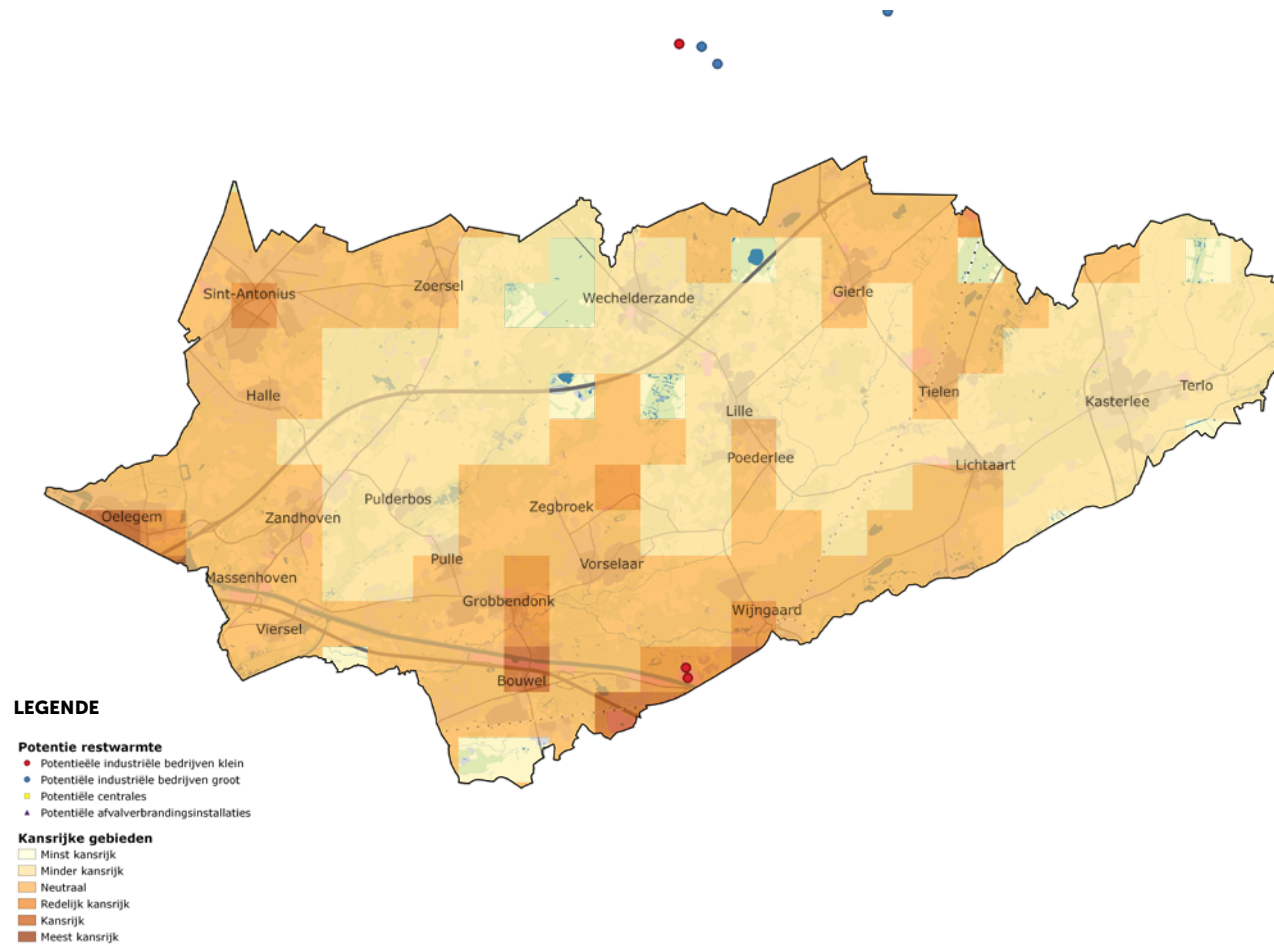 Sint-Antonius
Zoersel
Wechelderzande
Gierle
Halle
Lille
Tielen
Kasterlee
Terlo
Poederlee
Lichtaart
Oelegem
Zandhoven
Pulderbos
Zegbroek
Pulle
Vorselaar
Massenhoven
Grobbendonk
Wijngaard
Viersel
Bouwel
LEGENDE
Potentie restwarmte
Potentieële industriële bedrijven klein
Potentiële industriële bedrijven groot
Potentiële centrales
Potentiële afvalverbrandingsinstallaties
Kansrijke gebieden
Minst kansrijk
Minder kansrijk
Neutraal
Redelijk kansrijk
Kansrijk
Meest kansrijk